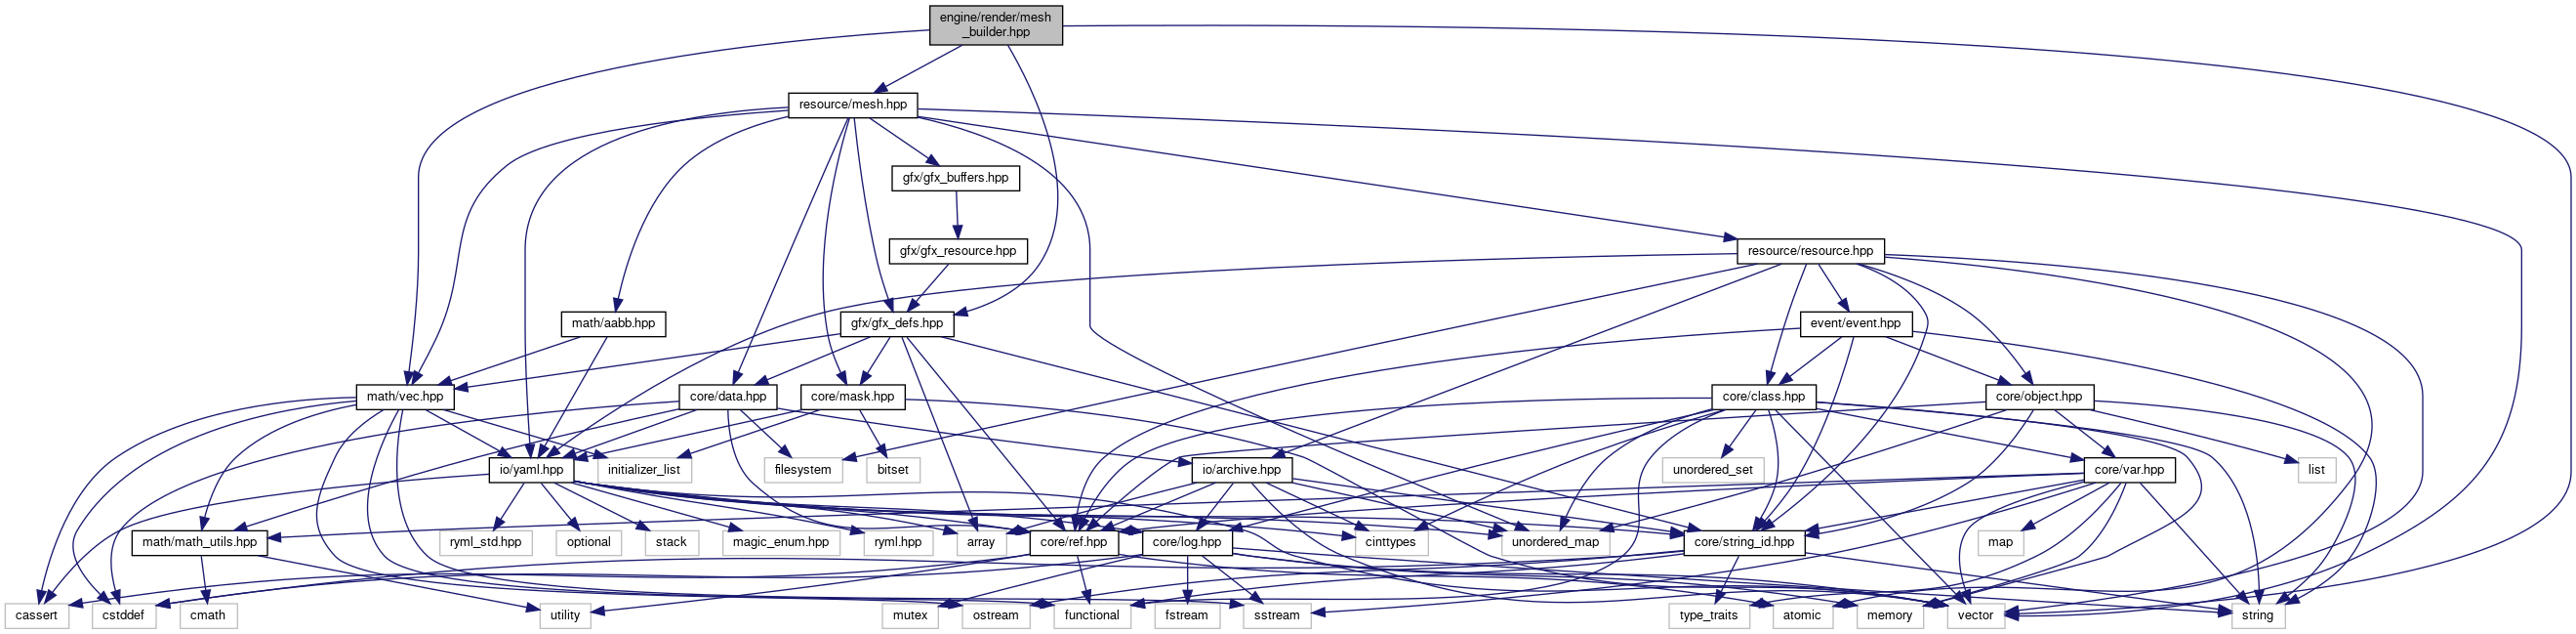 engine/render/mesh
_builder.hpp
resource/mesh.hpp
gfx/gfx_buffers.hpp
gfx/gfx_resource.hpp
resource/resource.hpp
math/aabb.hpp
gfx/gfx_defs.hpp
event/event.hpp
math/vec.hpp
core/data.hpp
core/mask.hpp
core/class.hpp
core/object.hpp
io/yaml.hpp
initializer_list
filesystem
bitset
io/archive.hpp
unordered_set
core/var.hpp
list
math/math_utils.hpp
ryml_std.hpp
optional
stack
magic_enum.hpp
ryml.hpp
array
core/ref.hpp
core/log.hpp
cinttypes
unordered_map
core/string_id.hpp
map
cassert
cstddef
cmath
utility
mutex
ostream
functional
fstream
sstream
type_traits
atomic
memory
vector
string